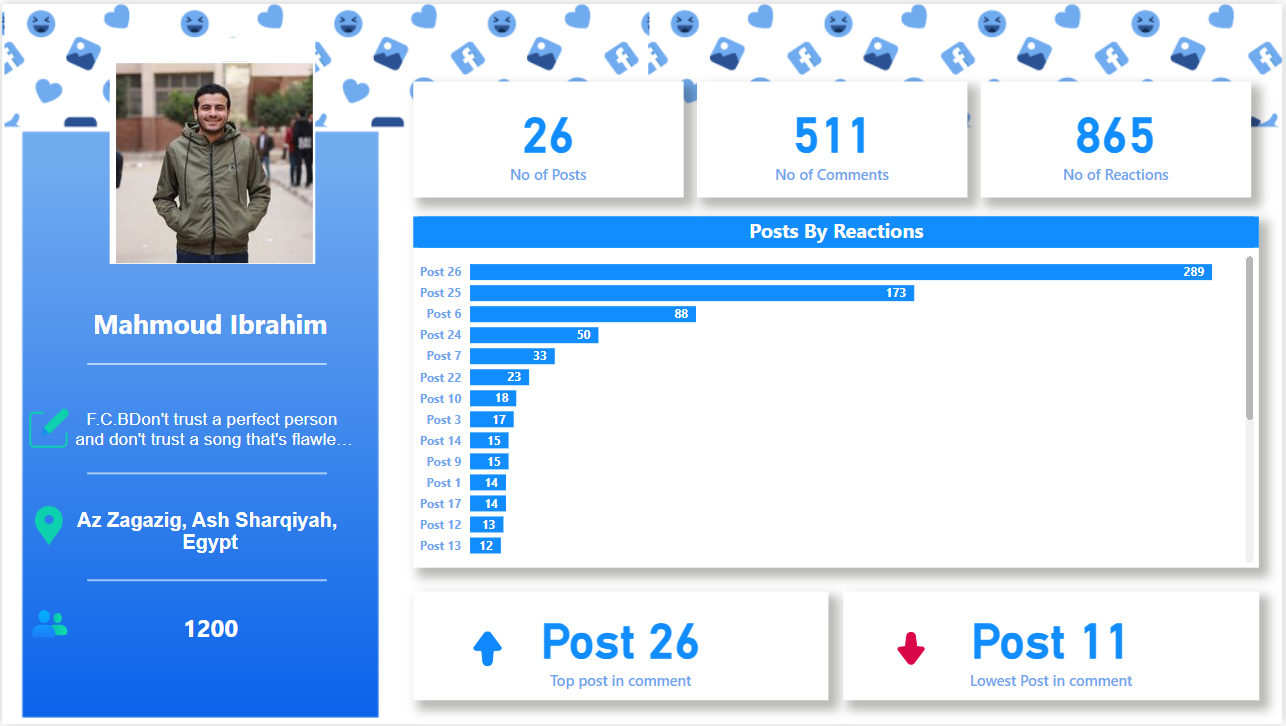 26
No of Posts
511
No of Comments
865
No of Reactions
Mahmoud Ibrahim
F.C.BDon't trust a perfect person
and don't trust a song that's flawle...
Az Zagazig, Ash Sharqiyah,
Egypt
1200
Posts By Reactions
Post 26 289
Post 25 173
Post 6 88
Post 24 50
Post 7 33
Post 22 23
Post 10 18
Post 3 17
Post 14 15
Post 9 15
Post 1 14
Post 17 14
Post 12 13
Post 13 12
Post 26
Top post in comment
Post 11
Lowest Post in comment